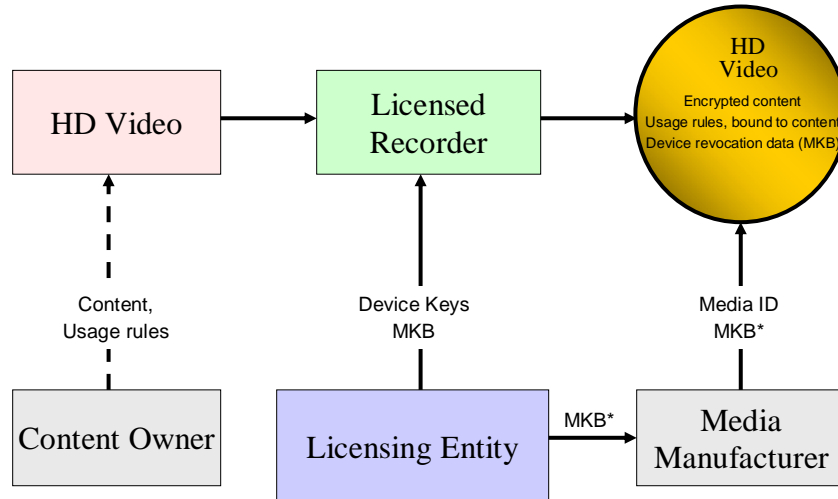 HD
Video
Encrypted content
Usage rules, bound to content
Device revocation data (MKB)
HD Video
Licensed
Recorder
Content,
Usage rules
Device Keys
MKB
Media ID
MKB*
Content Owner
Licensing Entity
MKB*
Media
Manufacturer